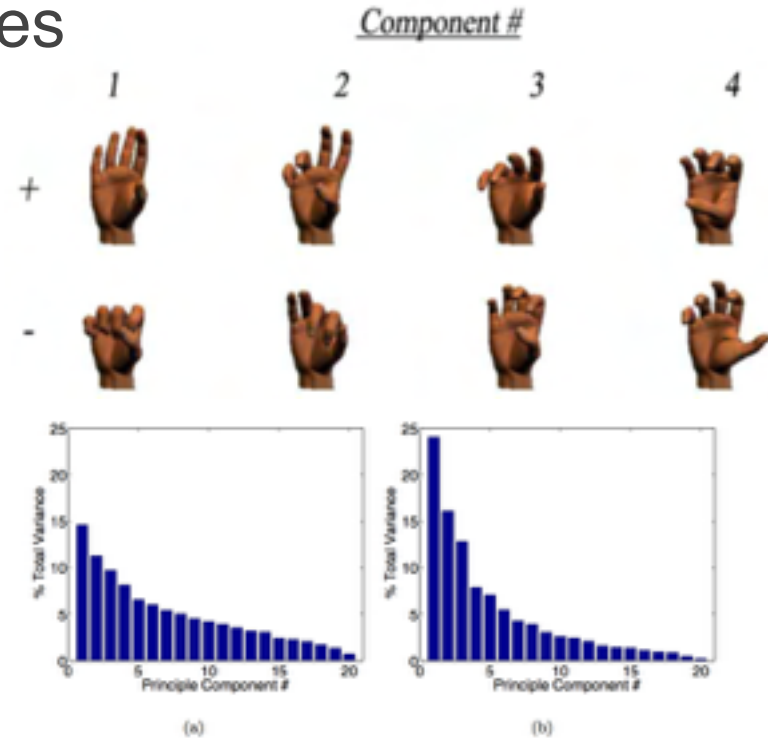 es
Component #
1 2 3 4
+
-
25 20 15 10 5 0
% Total Variance
0 5 10 15 20
Principle Component #
(a)
25 20 15 10 5 0
% Total Variance
0 5 10 15 20
Principle Component #
(b)